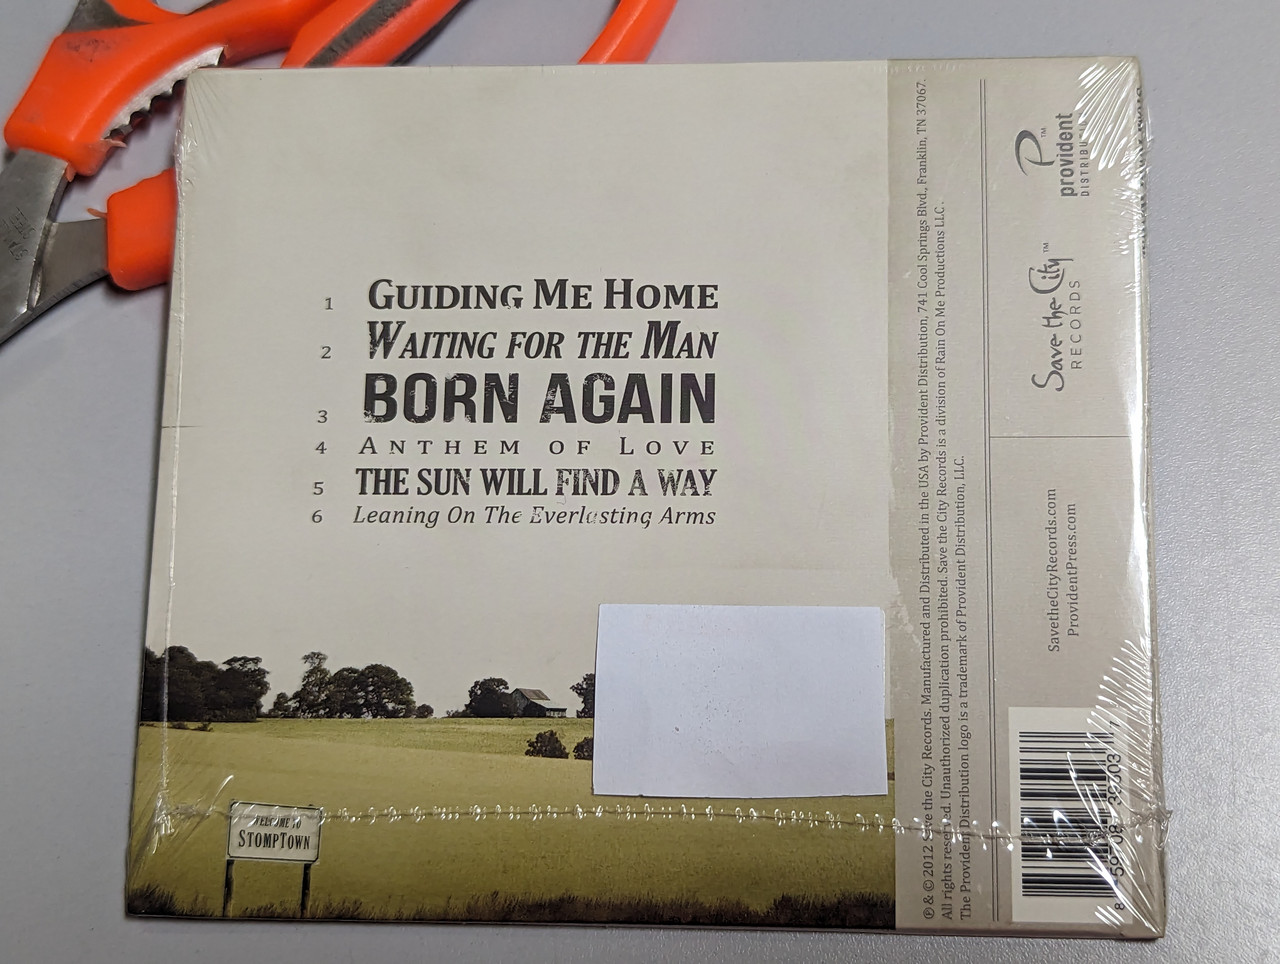 1 GUIDING ME HOME
2 WAITING FOR THE MAN
3 BORN AGAIN
4 ANTHEM OF LOVE
5 THE SUN WILL FIND A WAY
6 Leaning On The Everlasting Arms
WELCOME TO
STOMPTOWN
℗ & © 2012 Save the City Records. Manufactured and Distributed in the USA by Provident Distribution, 741 Cool Springs Blvd., Franklin, TN 37067.
All rights reserved. Unauthorized duplication prohibited. Save the City Records is a division of Rain On Me Productions LLC.
The Provident Distribution logo is a trademark of Provident Distribution, LLC.
P™
provident
DISTRIBUTION
Save the City™
RECORDS
SavetheCityRecords.com
ProvidentPress.com